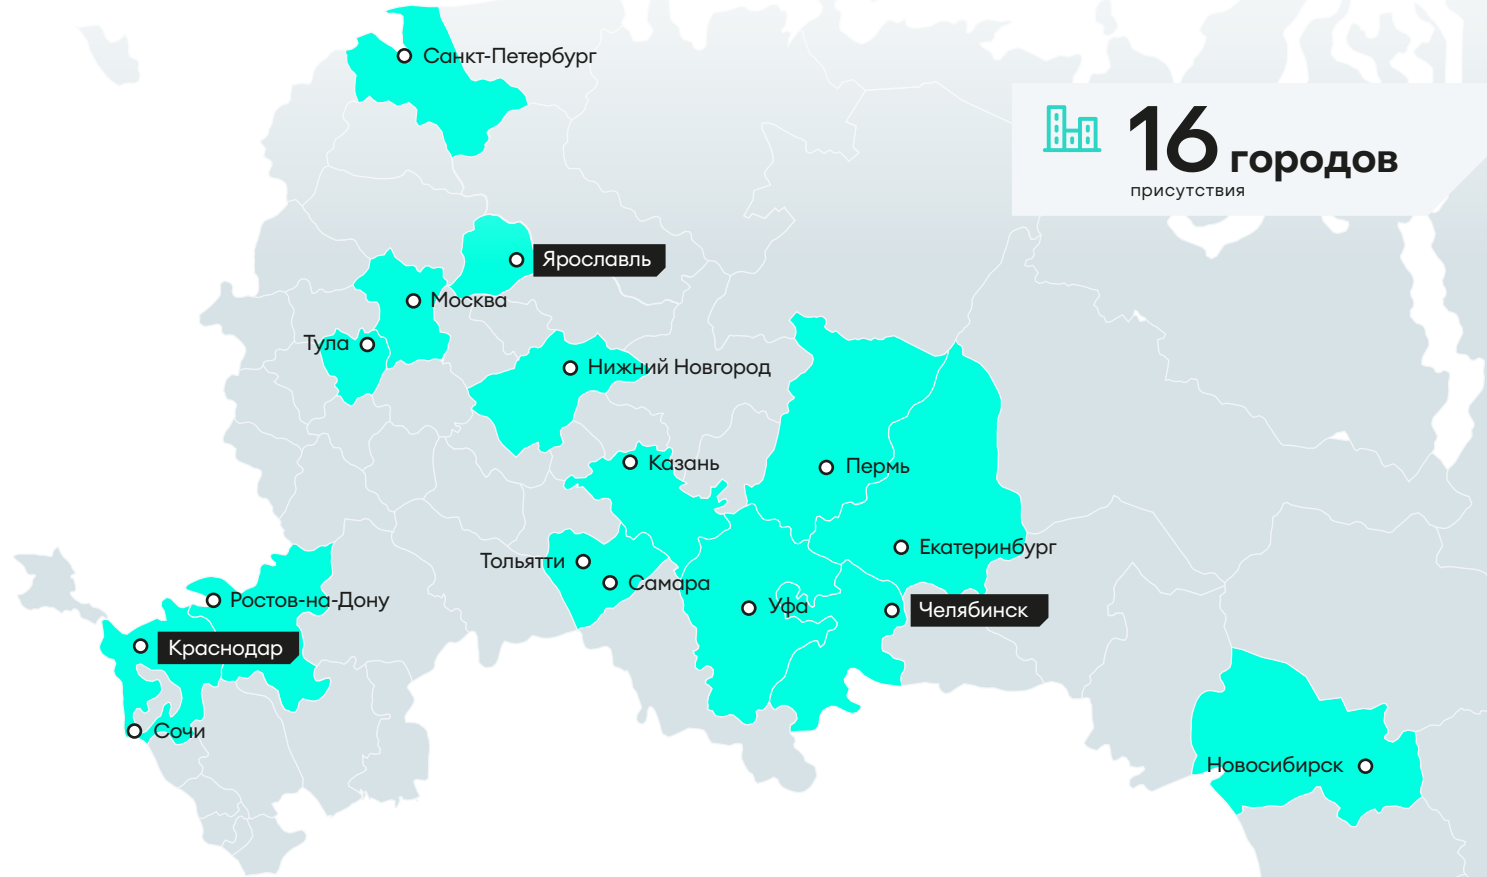 Санкт-Петербург
16 городов
присутствия
Ярославль
Москва
Тула
Нижний Новгород
Казань
Пермь
Екатеринбург
Тольятти
Самара
Уфа
Челябинск
Ростов-на-Дону
Краснодар
Сочи
Новосибирск